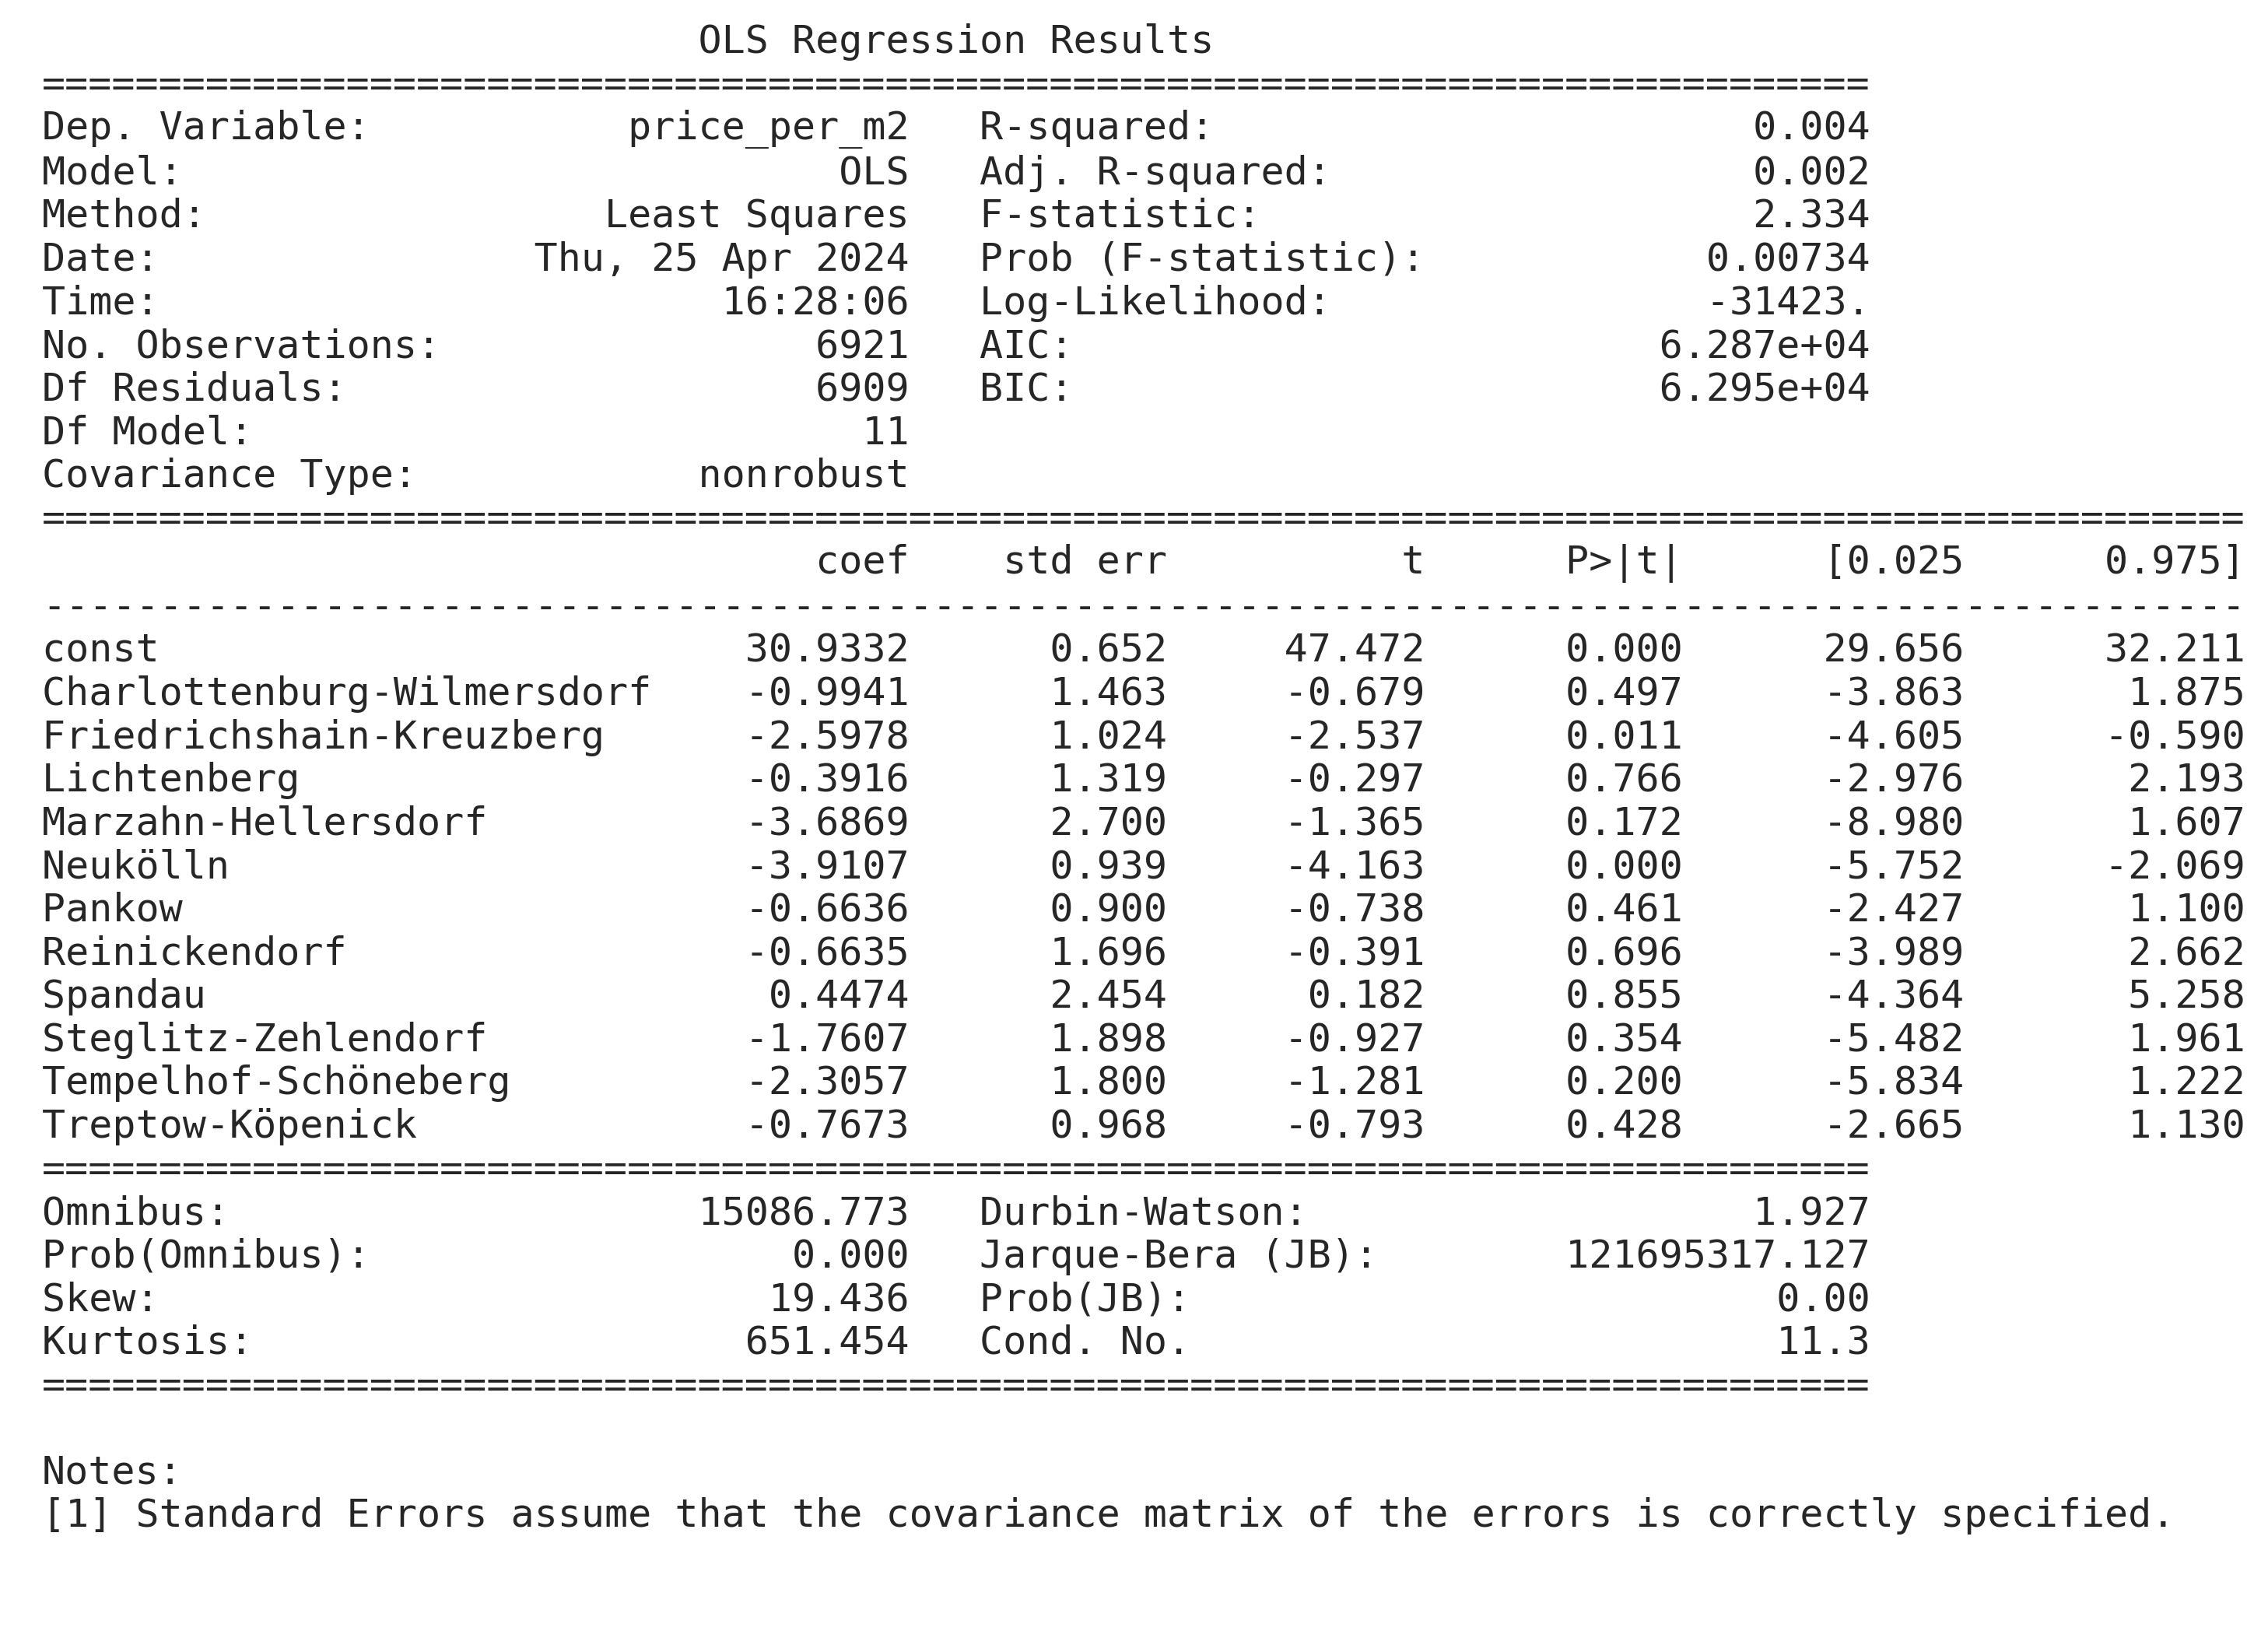 OLS Regression Results
==============================================================================
Dep. Variable:           price_per_m2   R-squared:                       0.004
Model:                            OLS   Adj. R-squared:                  0.002
Method:                 Least Squares   F-statistic:                     2.334
Date:                Thu, 25 Apr 2024   Prob (F-statistic):            0.00734
Time:                        16:28:06   Log-Likelihood:                -31423.
No. Observations:                6921   AIC:                         6.287e+04
Df Residuals:                    6909   BIC:                         6.295e+04
Df Model:                          11
Covariance Type:            nonrobust
==============================================================================================
                                 coef    std err          t      P>|t|      [0.025      0.975]
----------------------------------------------------------------------------------------------
const                         30.9332      0.652     47.472      0.000      29.656      32.211
Charlottenburg-Wilmersdorf    -0.9941      1.463     -0.679      0.497      -3.863       1.875
Friedrichshain-Kreuzberg      -2.5978      1.024     -2.537      0.011      -4.605      -0.590
Lichtenberg                   -0.3916      1.319     -0.297      0.766      -2.976       2.193
Marzahn-Hellersdorf           -3.6869      2.700     -1.365      0.172      -8.980       1.607
Neukölln                      -3.9107      0.939     -4.163      0.000      -5.752      -2.069
Pankow                        -0.6636      0.900     -0.738      0.461      -2.427       1.100
Reinickendorf                 -0.6635      1.696     -0.391      0.696      -3.989       2.662
Spandau                        0.4474      2.454      0.182      0.855      -4.364       5.258
Steglitz-Zehlendorf           -1.7607      1.898     -0.927      0.354      -5.482       1.961
Tempelhof-Schöneberg          -2.3057      1.800     -1.281      0.200      -5.834       1.222
Treptow-Köpenick              -0.7673      0.968     -0.793      0.428      -2.665       1.130
==============================================================================
Omnibus:                    15086.773   Durbin-Watson:                   1.927
Prob(Omnibus):                  0.000   Jarque-Bera (JB):        121695317.127
Skew:                          19.436   Prob(JB):                         0.00
Kurtosis:                     651.454   Cond. No.                         11.3
==============================================================================
Notes:
[1] Standard Errors assume that the covariance matrix of the errors is correctly specified.